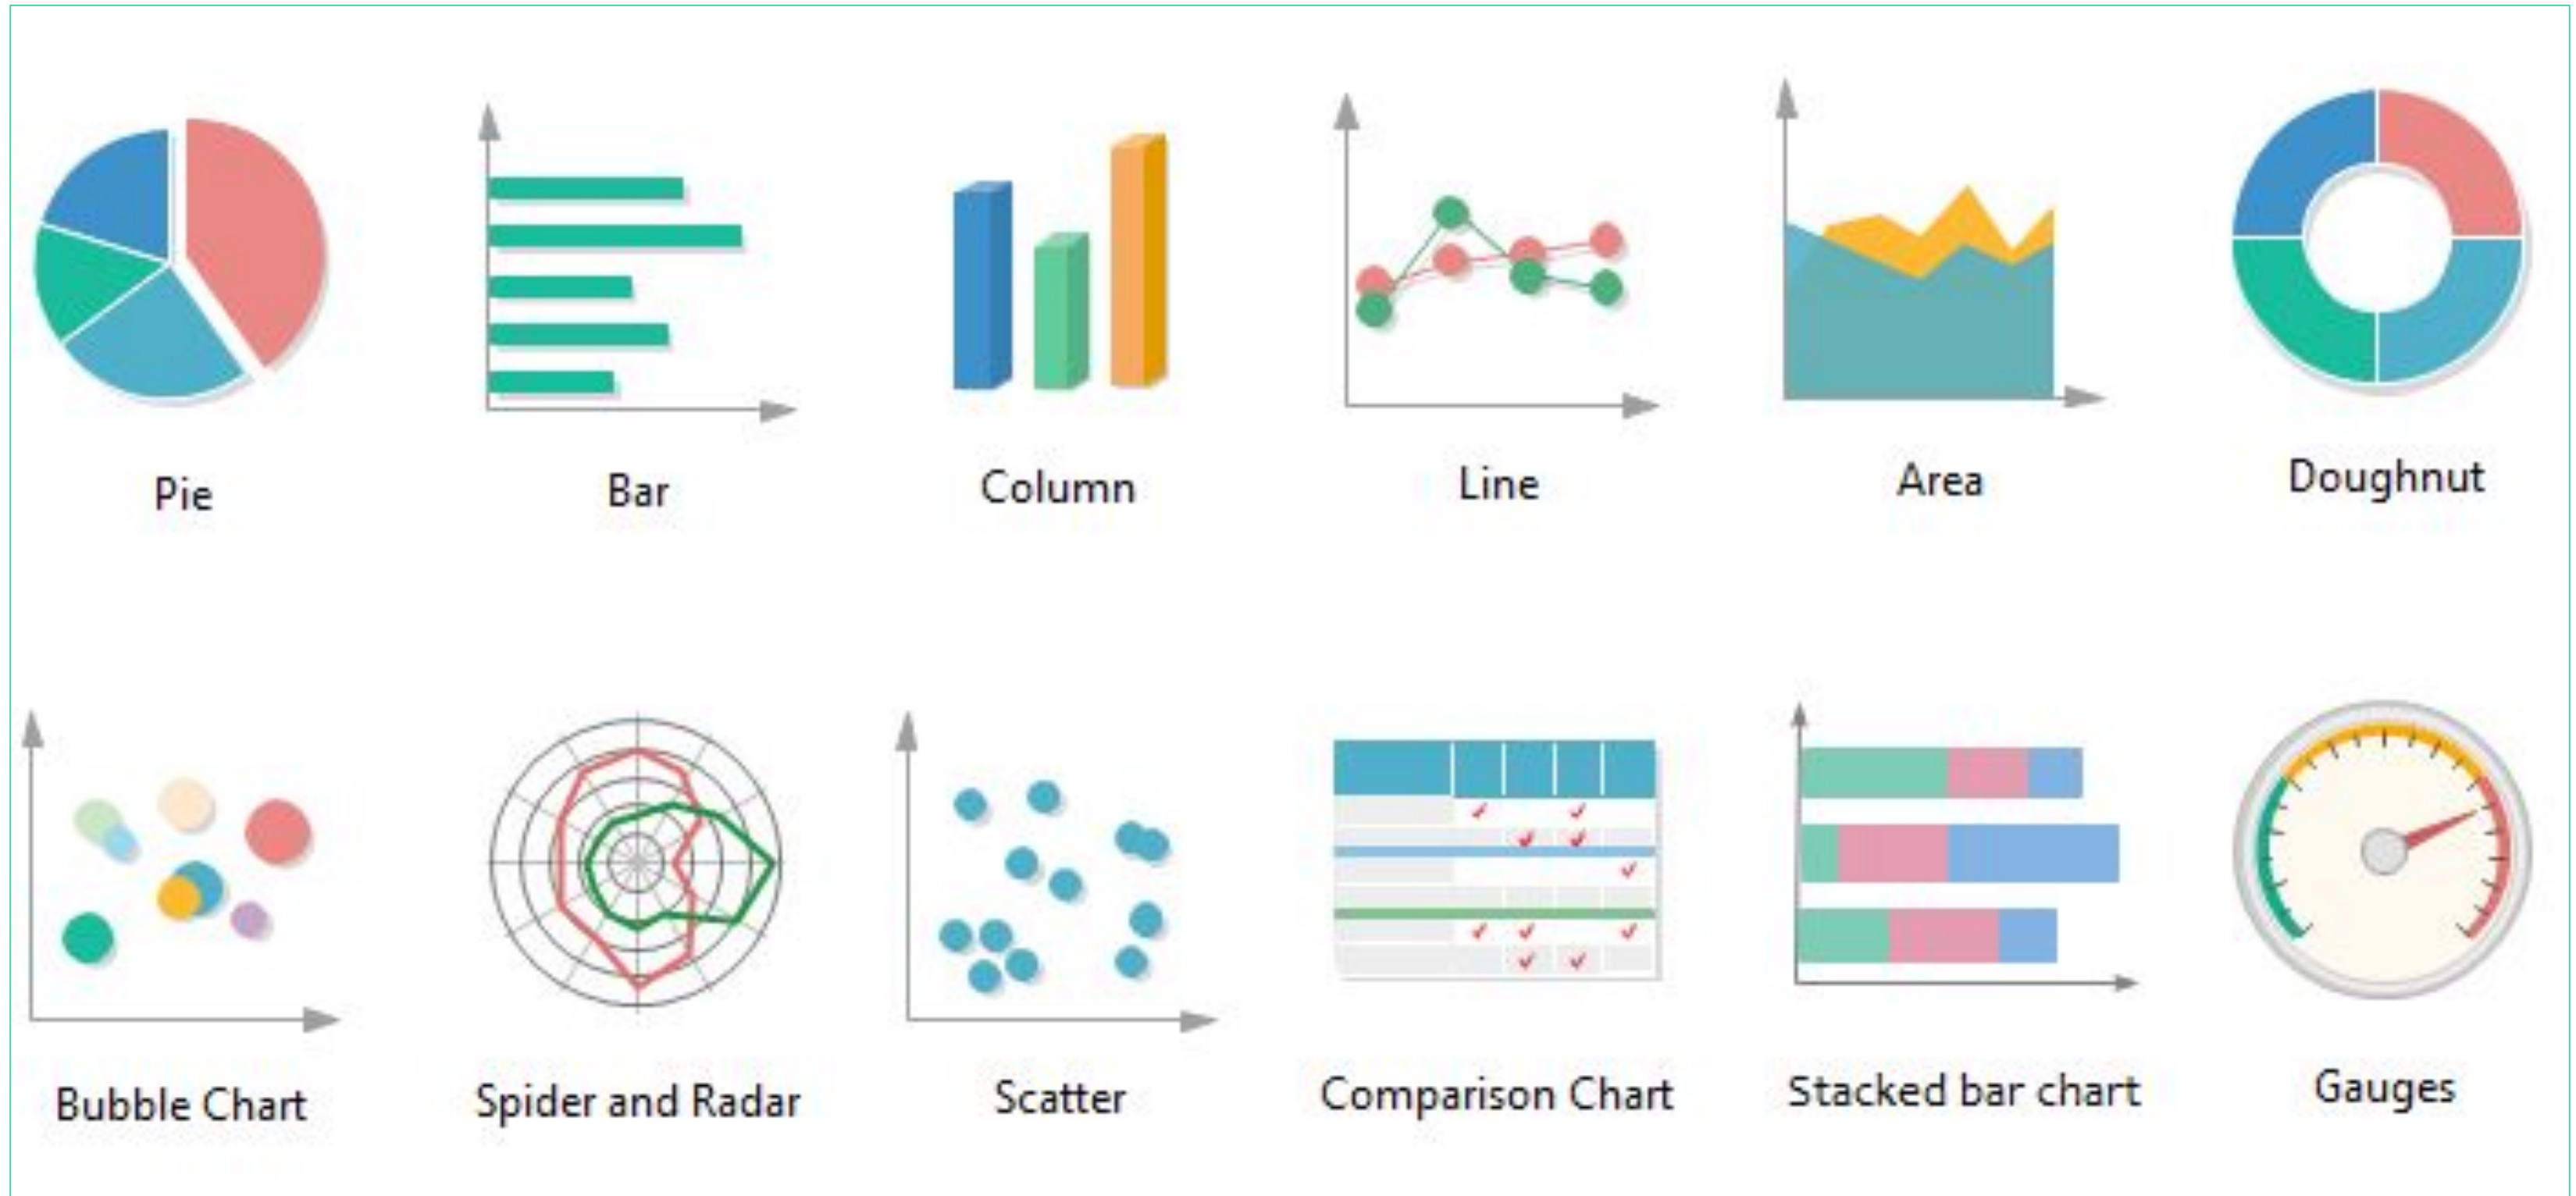 Pie
Bar
Column
Line
Area
Doughnut
Bubble Chart
Spider and Radar
Scatter
Comparison Chart
Stacked bar chart
Gauges